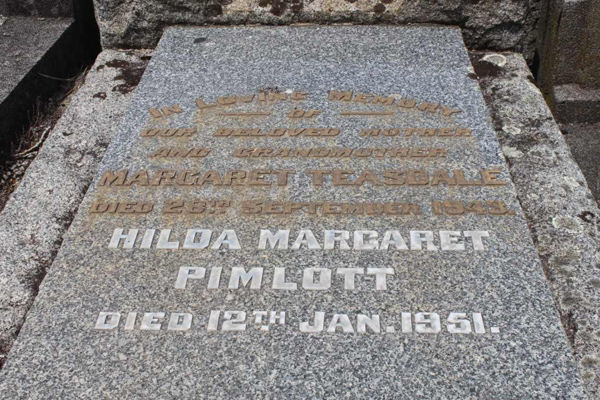 IN LOVING MEMORY
OF
OUR BELOVED MOTHER
AND GRANDMOTHER
MARGARET TEASDALE
DIED 28TH SEPTEMBER 1943.
HILDA MARGARET
PIMLOTT
DIED 12TH JAN. 1951.